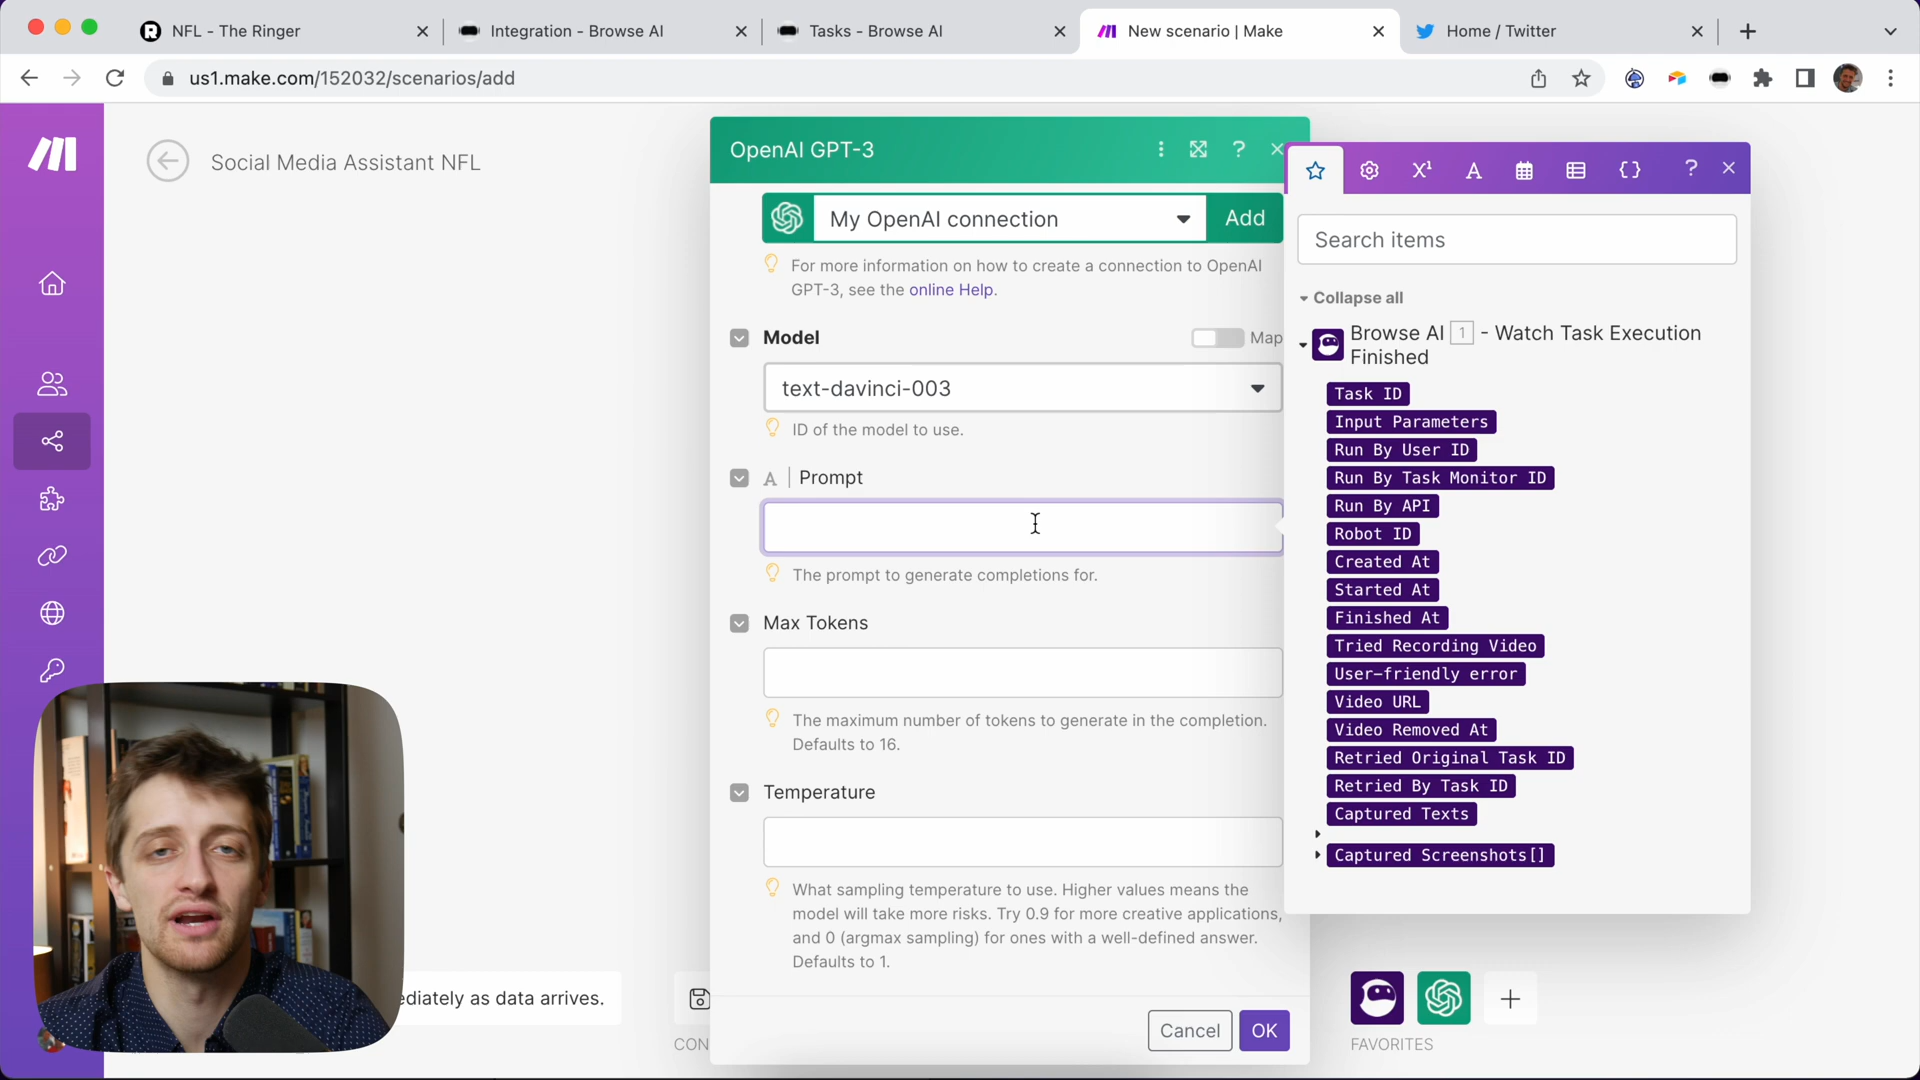 NFL - The Ringer
Integration - Browse AI
Tasks - Browse AI
New scenario | Make
Home / Twitter
us1.make.com/152032/scenarios/add
Social Media Assistant NFL
OpenAI GPT-3
My OpenAI connection
Add
For more information on how to create a connection to OpenAI
GPT-3, see the online Help.
Model
Map
text-davinci-003
ID of the model to use.
A | Prompt
The prompt to generate completions for.
Max Tokens
The maximum number of tokens to generate in the completion.
Defaults to 16.
Temperature
What sampling temperature to use. Higher values means the
model will take more risks. Try 0.9 for more creative applications,
and 0 (argmax sampling) for ones with a well-defined answer.
Defaults to 1.
Cancel
OK
Search items
Collapse all
Browse AI 1 - Watch Task Execution
Finished
Task ID
Input Parameters
Run By User ID
Run By Task Monitor ID
Run By API
Robot ID
Created At
Started At
Finished At
Tried Recording Video
User-friendly error
Video URL
Video Removed At
Retried Original Task ID
Retried By Task ID
Captured Texts
Captured Screenshots[]
ediately as data arrives.
CON
FAVORITES